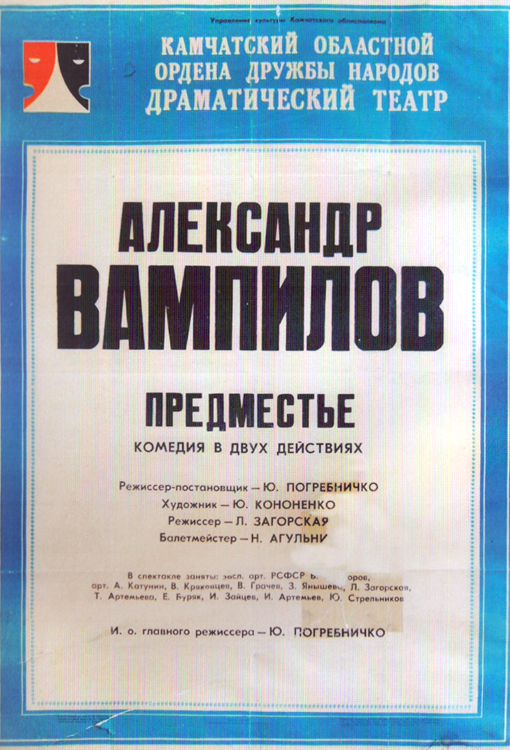 Управление культуры Камчатского облисполкома
КАМЧАТСКИЙ ОБЛАСТНОЙ
ОРДЕНА ДРУЖБЫ НАРОДОВ
ДРАМАТИЧЕСКИЙ ТЕАТР
АЛЕКСАНДР
ВАМПИЛОВ
ПРЕДМЕСТЬЕ
КОМЕДИЯ В ДВУХ ДЕЙСТВИЯХ
Режиссер-постановщик — Ю. ПОГРЕБНИЧКО
Художник — Ю. КОНОНЕНКО
Режиссер — Л. ЗАГОРСКАЯ
Балетмейстер — Н. АГУЛЬНИ
В спектакле заняты: засл. арт. РСФСР
арт. А. Катунин, В. Краковцев, В. Грачев, З. Янышева, Л. Загорская,
Т. Артемьева, Е. Буряк, И. Зайцев, И. Артемьев, Ю. Стрельников
И. о. главного режиссера — Ю. ПОГРЕБНИЧКО